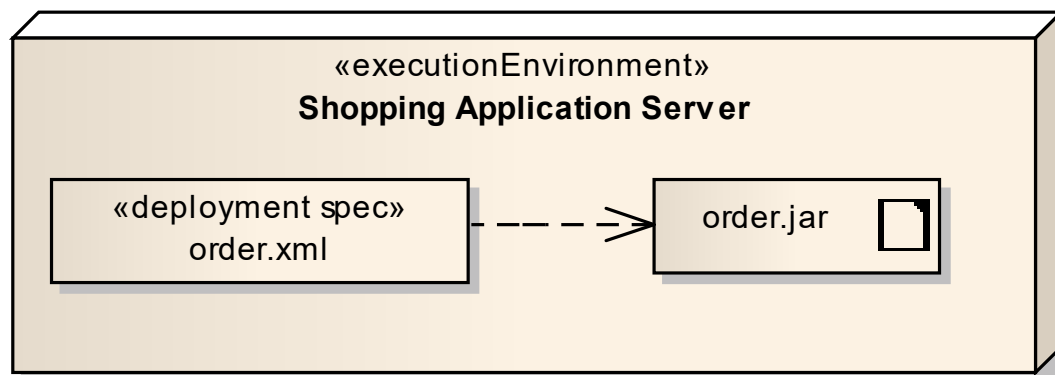 «executionEnvironment»
Shopping Application Server
«deployment spec»
order.xml
order.jar